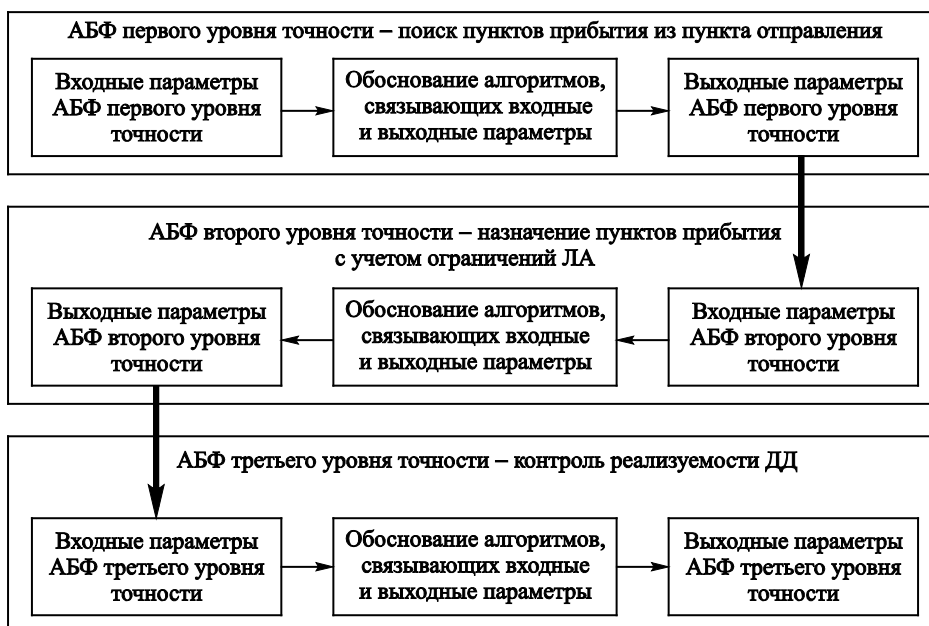 АБФ первого уровня точности – поиск пунктов прибытия из пункта отправления
Входные параметры
АБФ первого уровня
точности
Обоснование алгоритмов,
связывающих входные
и выходные параметры
Выходные параметры
АБФ первого уровня
точности
АБФ второго уровня точности – назначение пунктов прибытия
с учетом ограничений ЛА
Выходные параметры
АБФ второго уровня
точности
Обоснование алгоритмов,
связывающих входные
и выходные параметры
Входные параметры
АБФ второго уровня
точности
АБФ третьего уровня точности – контроль реализуемости ДД
Входные параметры
АБФ третьего уровня
точности
Обоснование алгоритмов,
связывающих входные
и выходные параметры
Выходные параметры
АБФ третьего уровня
точности